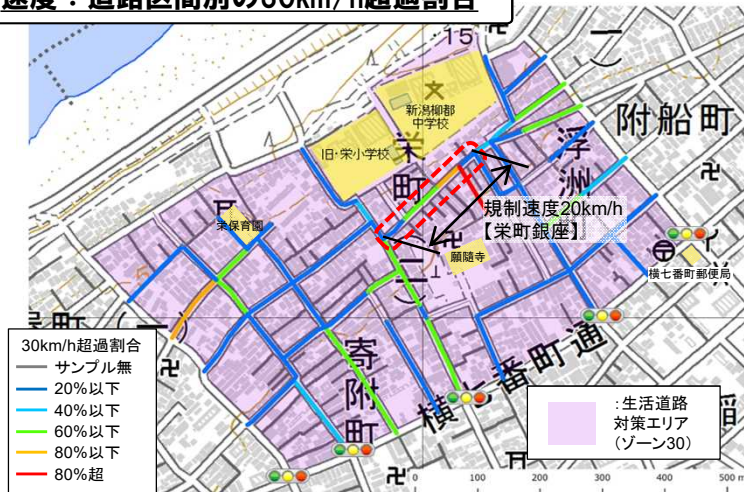 速度：道路区間別の30km/h超過割合
15
新潟柳都
中学校
旧・栄小学校
栄町
附船町
浮洲
規制速度20km/h
【栄町銀座】
栄保育園
願随寺
横七番町郵便局
(二)
(一)
寄附町
横七番町通
稲
30km/h超過割合
サンプル無
20%以下
40%以下
60%以下
80%以下
80%超
:生活道路
対策エリア
(ゾーン30)
0 100 200 300 400 500 m